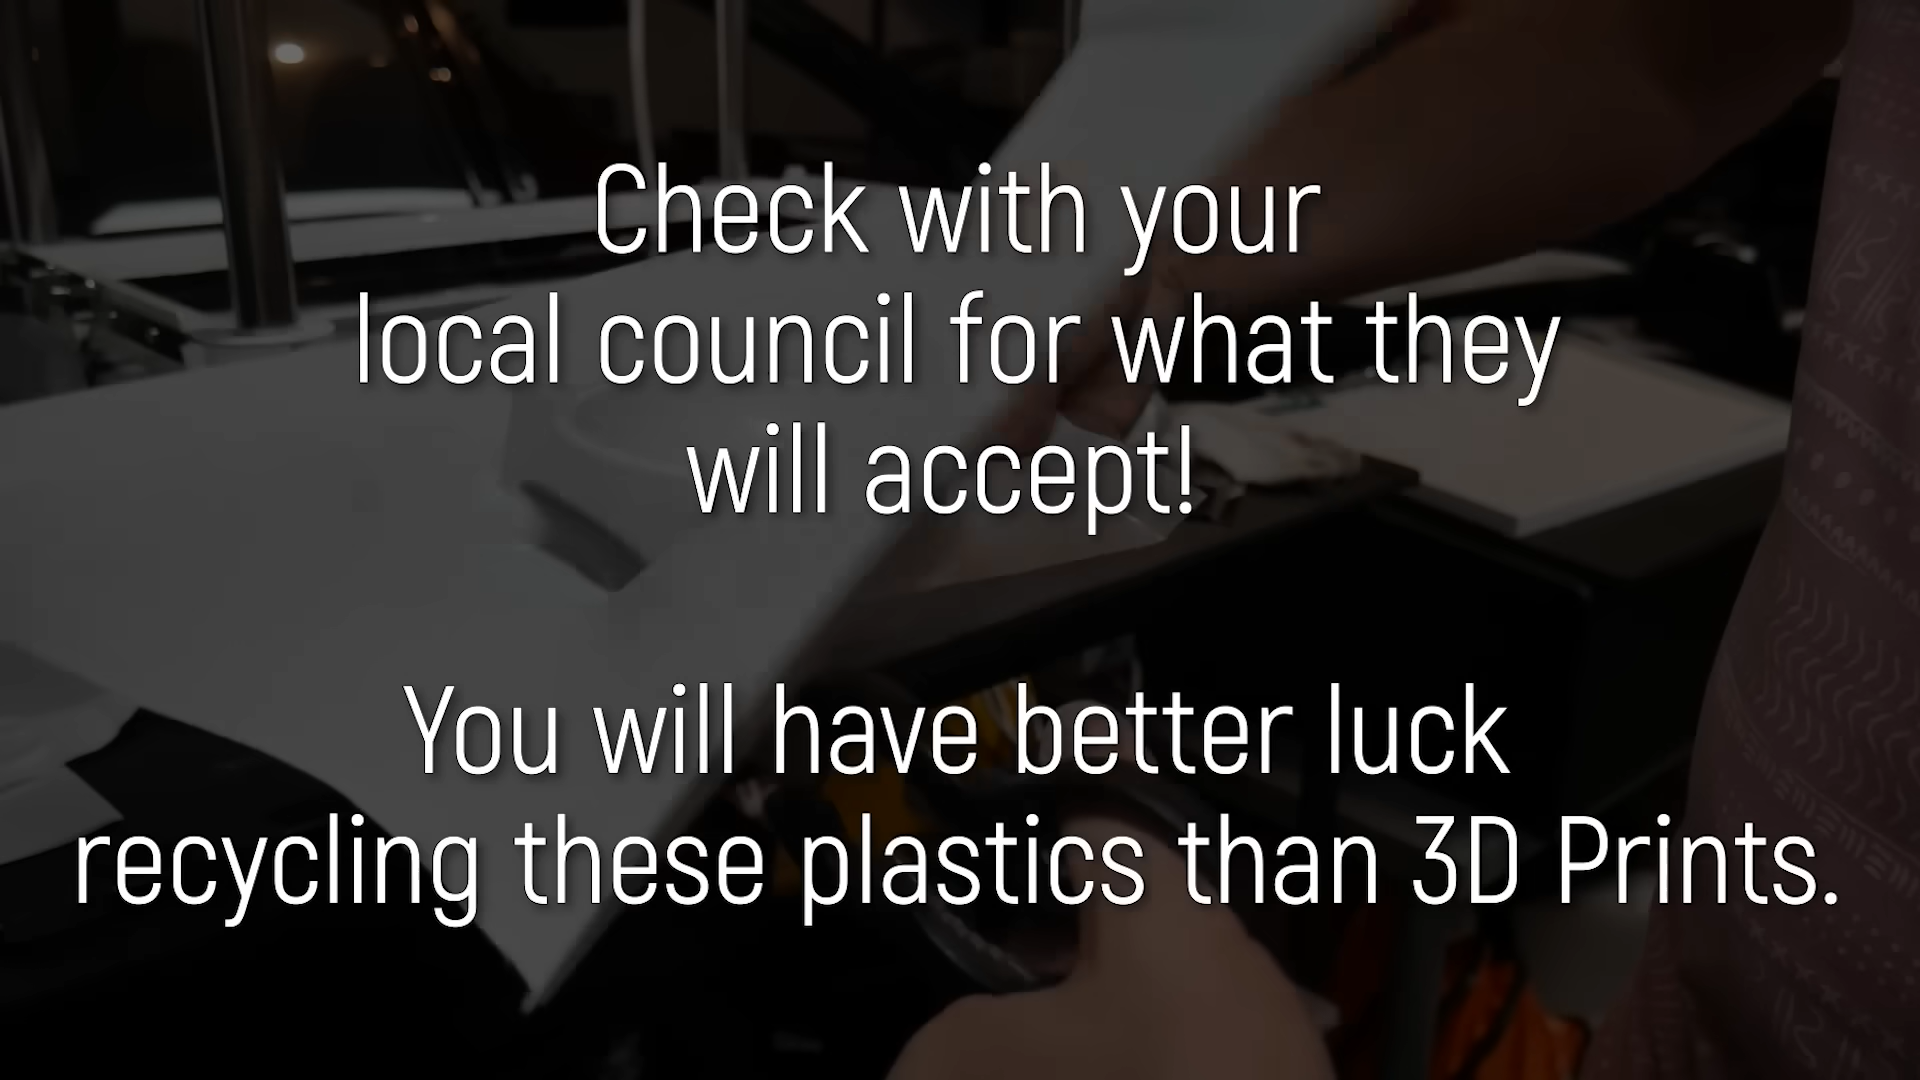 Check with your
local council for what they
will accept!
You will have better luck
recycling these plastics than 3D Prints.